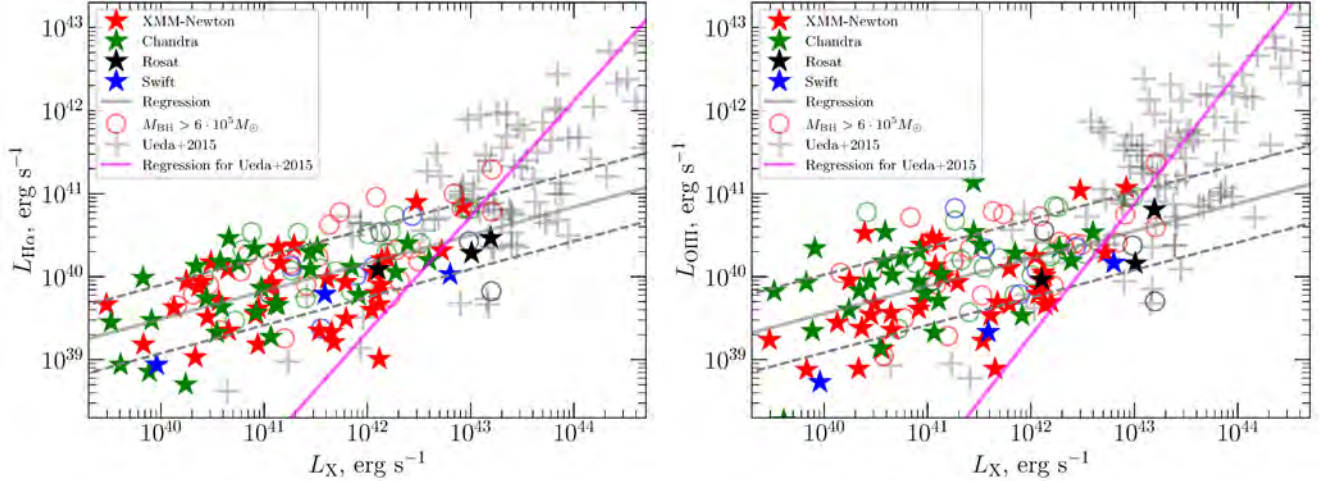 XMM-Newton
Chandra
Rosat
Swift
Regression
M_BH > 6 · 10^5 M_⊙
Ueda+2015
Regression for Ueda+2015
10^43
10^42
10^41
10^40
10^39
L_Hα, erg s^−1
10^40 10^41 10^42 10^43 10^44
L_X, erg s^−1
XMM-Newton
Chandra
Rosat
Swift
Regression
M_BH > 6 · 10^5 M_⊙
Ueda+2015
Regression for Ueda+2015
10^43
10^42
10^41
10^40
10^39
L_OIII, erg s^−1
10^40 10^41 10^42 10^43 10^44
L_X, erg s^−1